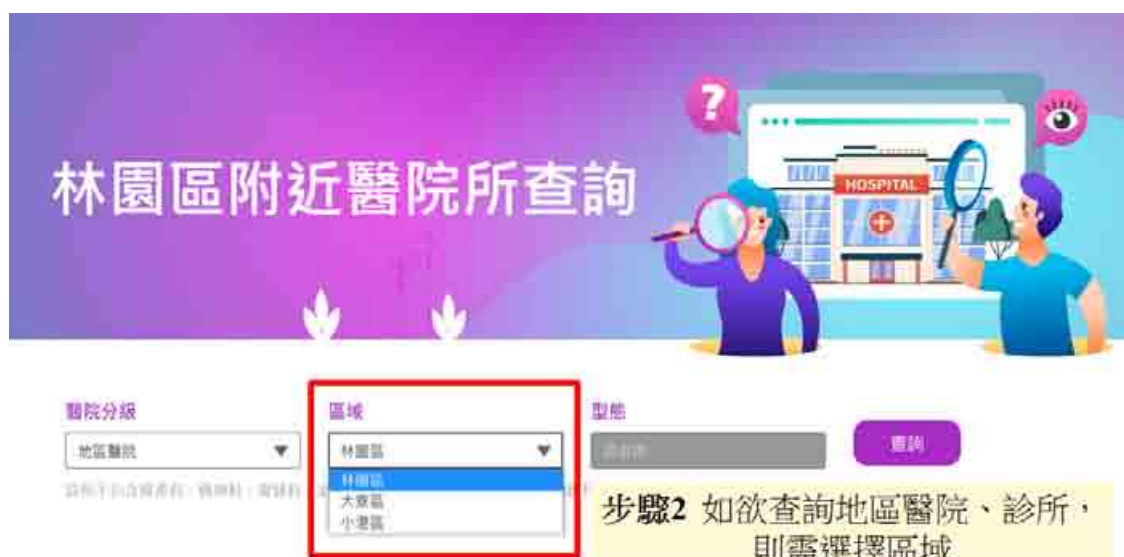 ?
HOSPITAL
林園區附近醫院所查詢
醫院分級
區域
型態
地區醫院
林園區
查詢
林園區
大寮區
小港區
步驟2 如欲查詢地區醫院、診所，
則需選擇區域